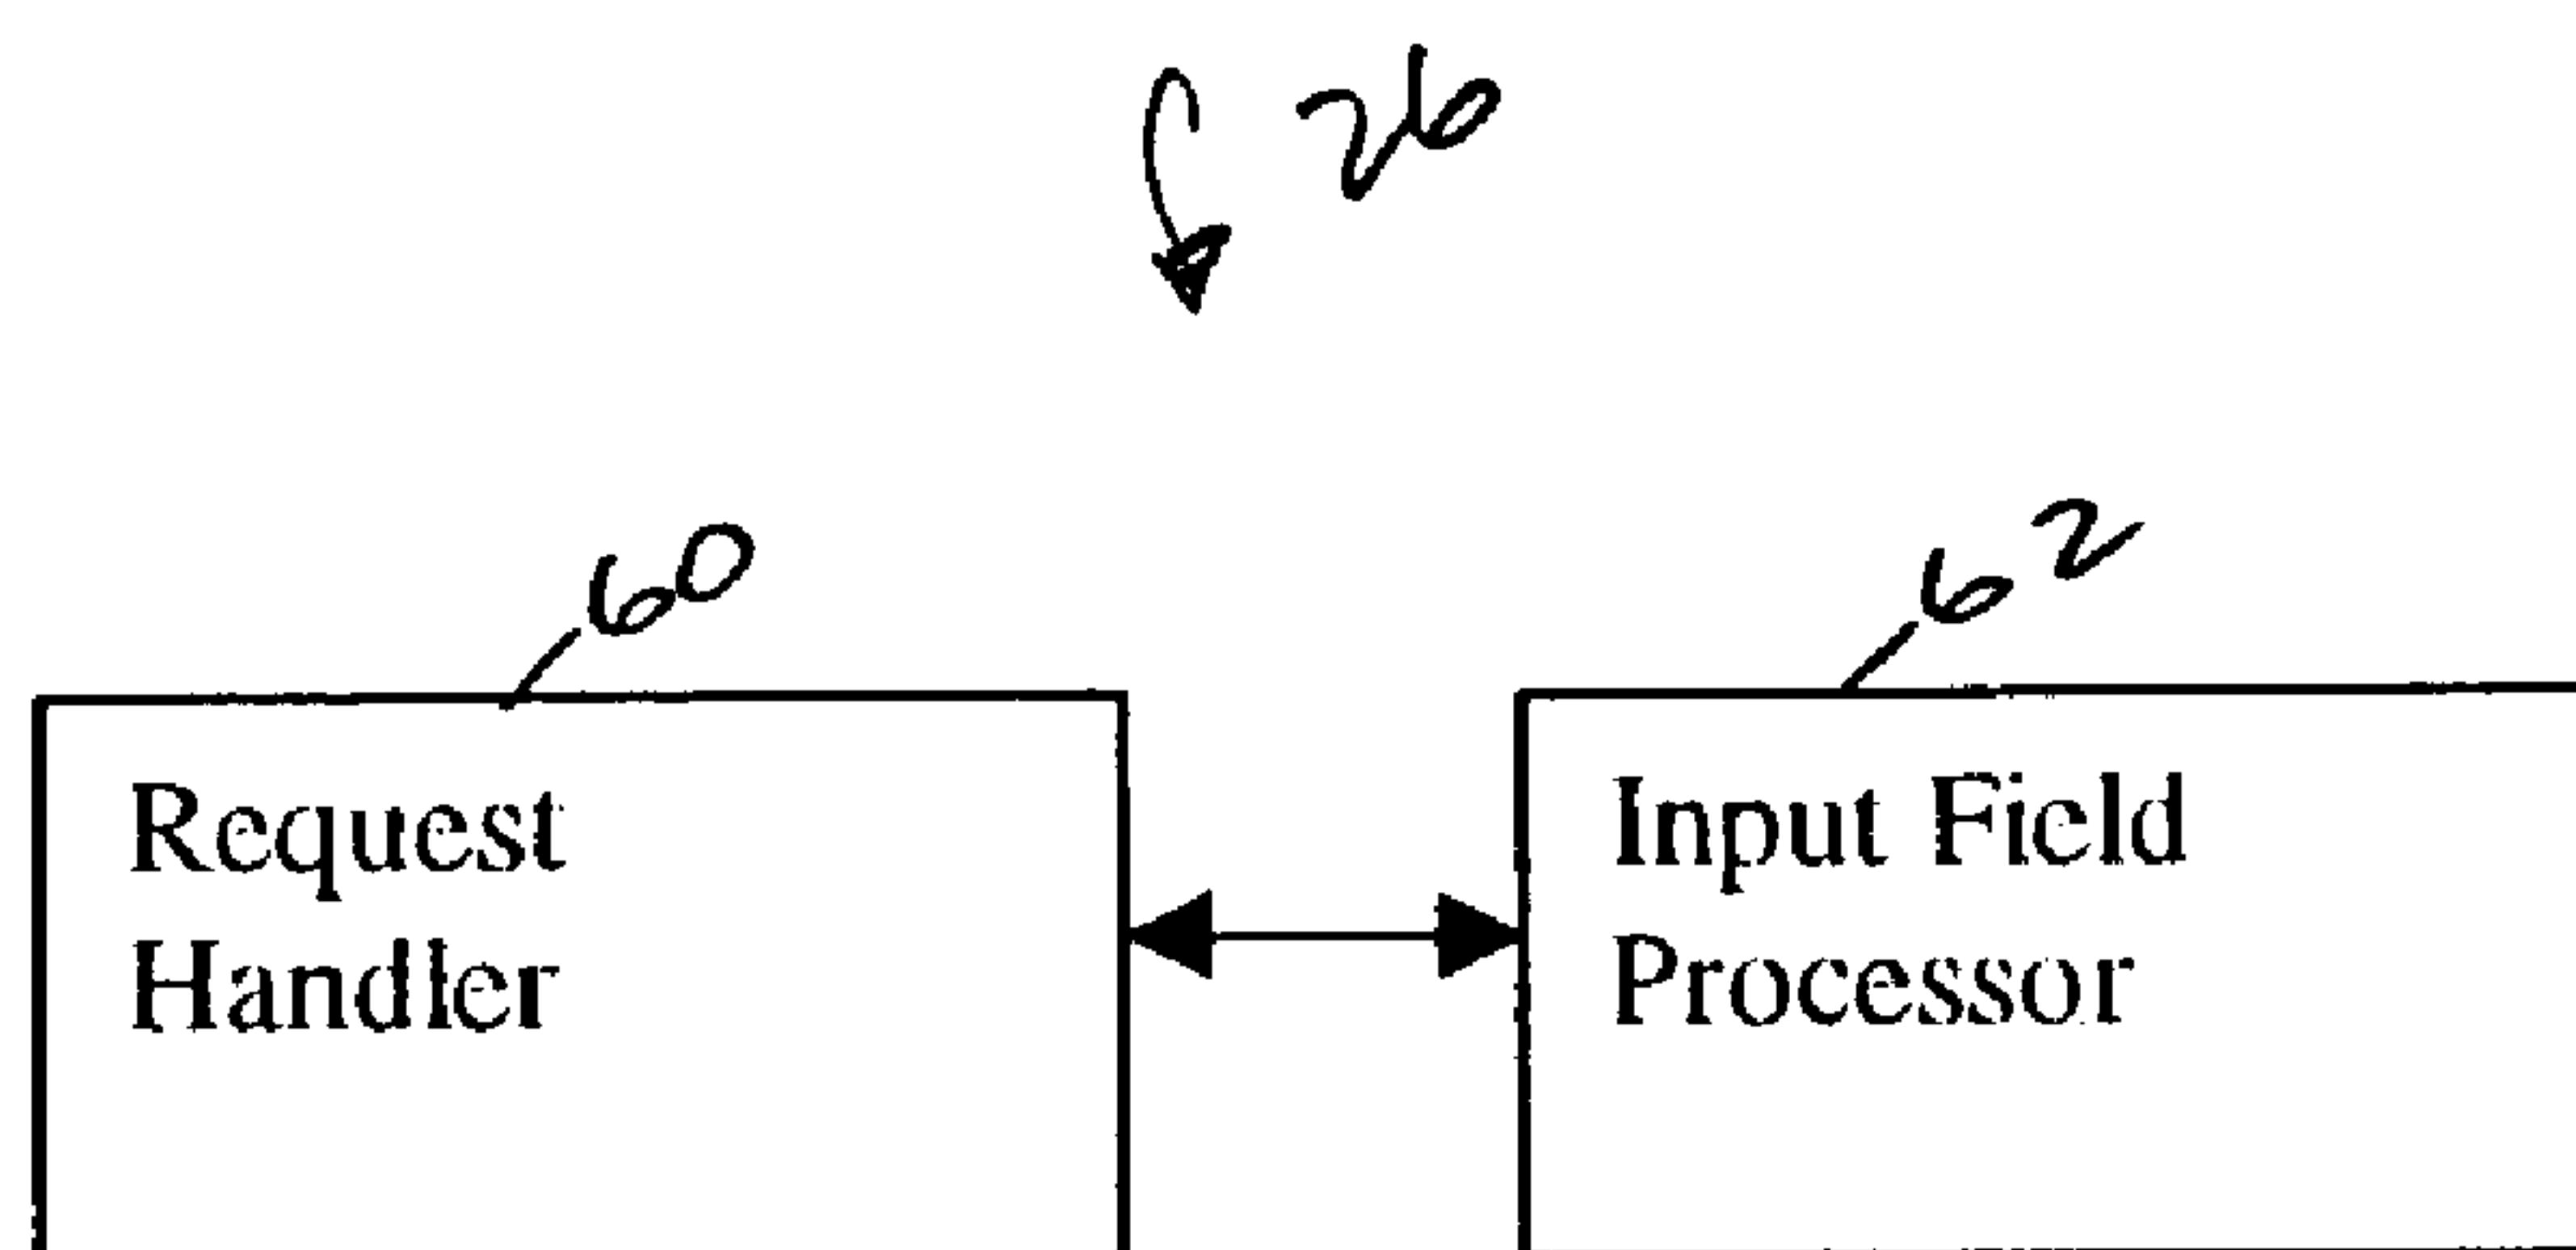 26
60
62
Request
Handler
Input Field
Processor